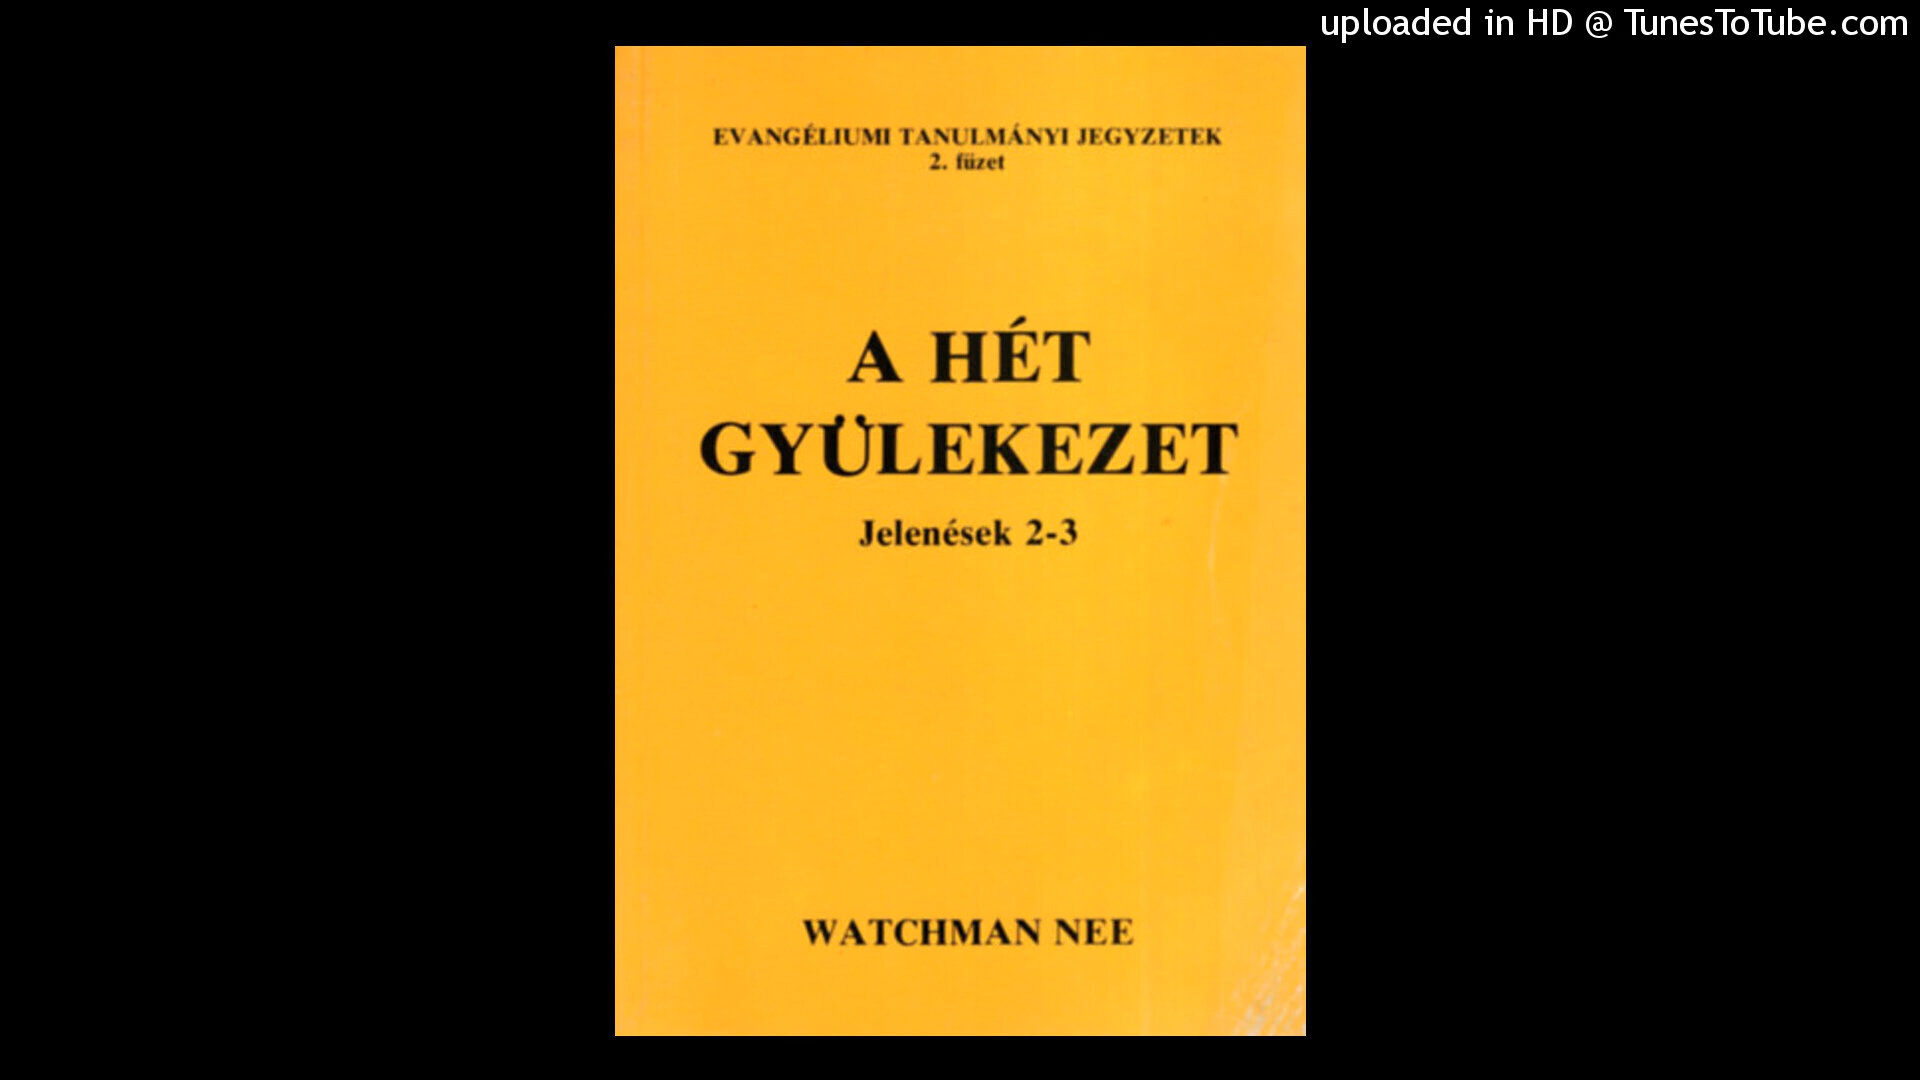 uploaded in HD @ TunesToTube.com
EVANGÉLIUMI TANULMÁNYI JEGYZETEK
2. füzet
A HÉT
GYÜLEKEZET
Jelenések 2-3
WATCHMAN NEE